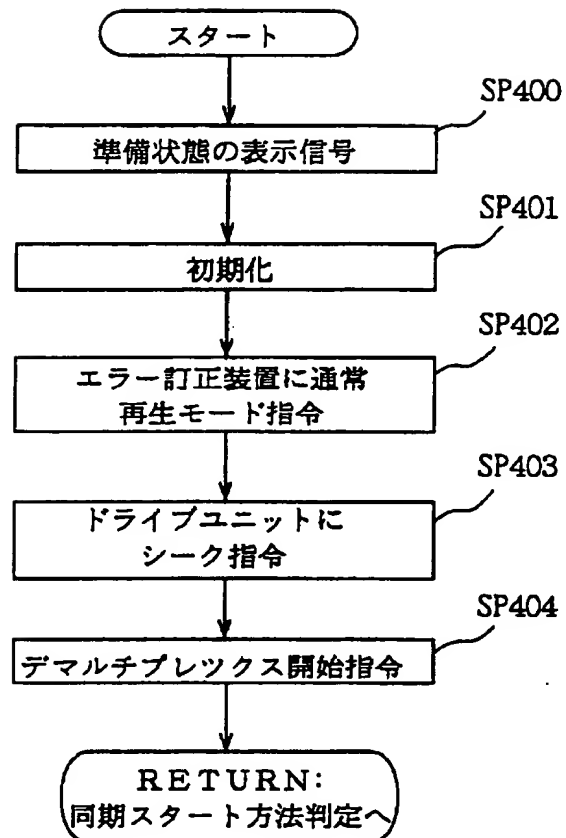 スタート
SP400
準備状態の表示信号
SP401
初期化
SP402
エラー訂正装置に通常
再生モード指令
SP403
ドライブユニットに
シーク指令
SP404
デマルチプレツクス開始指令
RETURN:
同期スタート方法判定へ